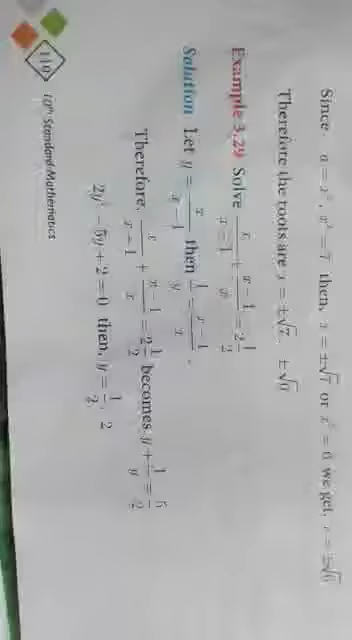 Since a = x², x² = 7 then, x = ±√7 or x² = 6 we get, x = ±√6
Therefore the roots are x = ±√7, ±√6
Example 3.29 Solve x/(x−1) + (x−1)/x = 2 1/2
Solution Let y = x/(x−1) then 1/y = (x−1)/x.
Therefore, x/(x−1) + (x−1)/x = 2 1/2 becomes y + 1/y = 5/2
2y² − 5y + 2 = 0 then, y = 1/2, 2
110 10th Standard Mathematics